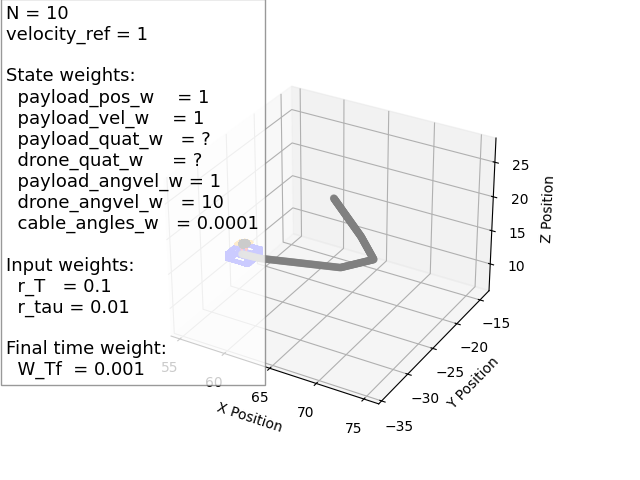 N = 10
velocity_ref = 1
State weights:
payload_pos_w = 1
payload_vel_w = 1
payload_quat_w = ?
drone_quat_w = ?
payload_angvel_w = 1
drone_angvel_w = 10
cable_angles_w = 0.0001
Input weights:
r_T = 0.1
r_tau = 0.01
Final time weight:
W_Tf = 0.001
25
20
15
10
Z Position
−15
−20
−25
−30
−35
Y Position
55
60
65
70
75
X Position